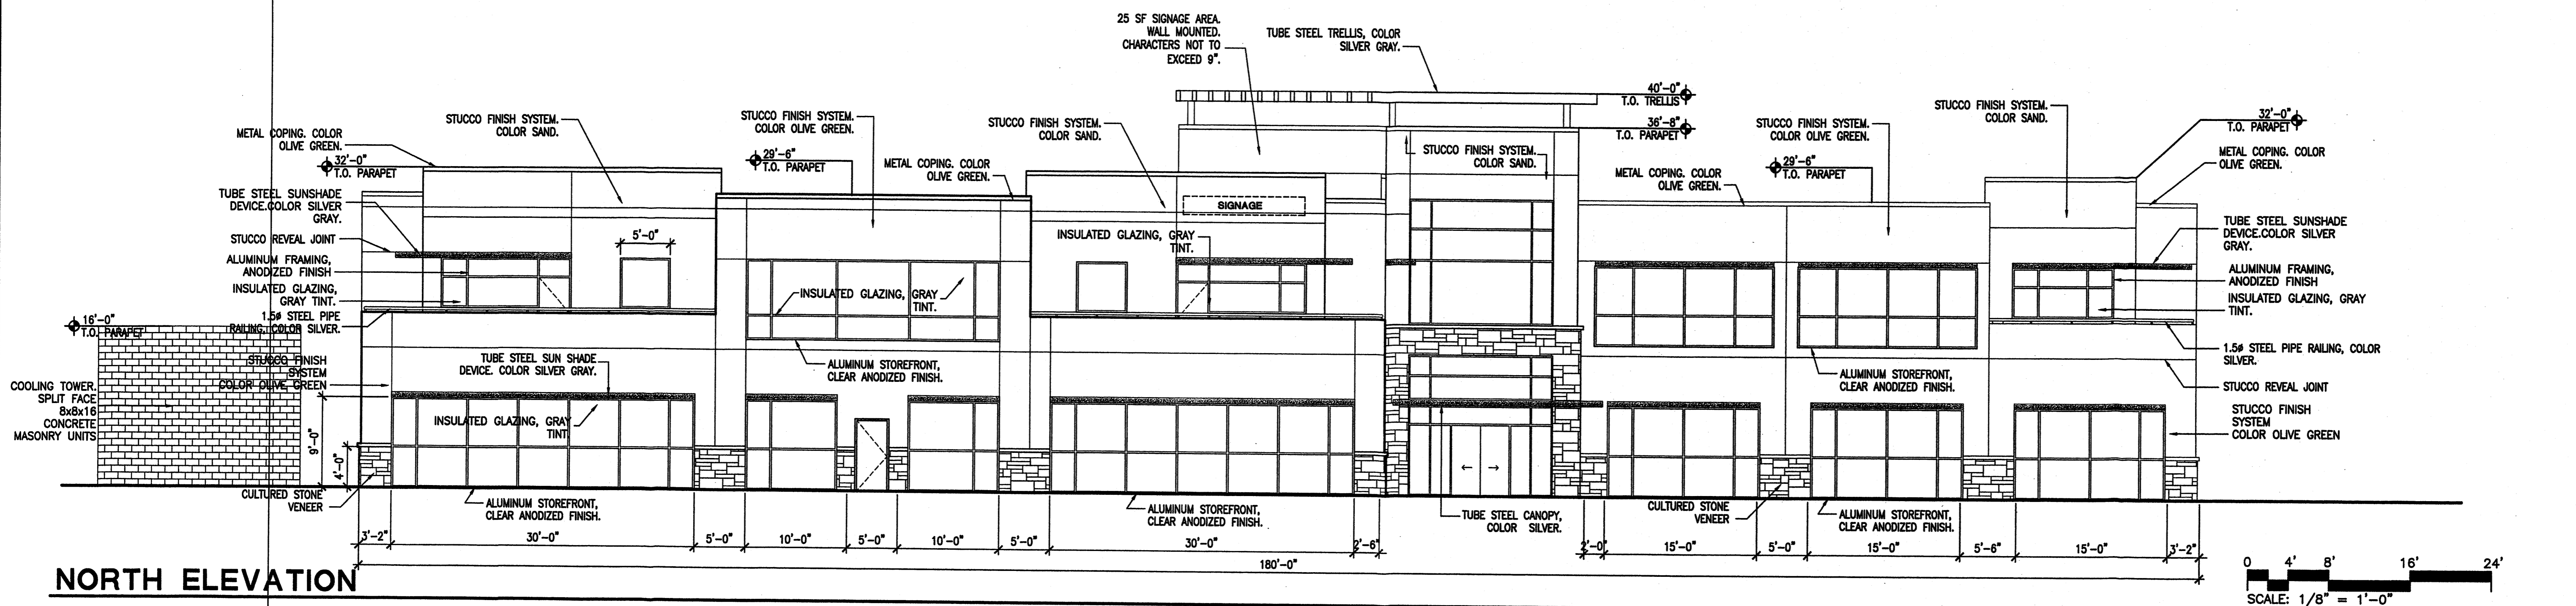 25 SF SIGNAGE AREA.
WALL MOUNTED.
CHARACTERS NOT TO
EXCEED 9".
TUBE STEEL TRELLIS, COLOR
SILVER GRAY.
40'-0"
T.O. TRELLIS
36'-8"
T.O. PARAPET
METAL COPING. COLOR
OLIVE GREEN.
STUCCO FINISH SYSTEM.
COLOR SAND.
STUCCO FINISH SYSTEM.
COLOR OLIVE GREEN.
STUCCO FINISH SYSTEM.
COLOR SAND.
STUCCO FINISH SYSTEM.
COLOR SAND.
STUCCO FINISH SYSTEM.
COLOR OLIVE GREEN.
STUCCO FINISH SYSTEM.
COLOR SAND.
32'-0"
T.O. PARAPET
32'-0"
T.O. PARAPET
29'-6"
T.O. PARAPET
METAL COPING. COLOR
OLIVE GREEN.
METAL COPING. COLOR
OLIVE GREEN.
29'-6"
T.O. PARAPET
METAL COPING. COLOR
OLIVE GREEN.
TUBE STEEL SUNSHADE
DEVICE.COLOR SILVER
GRAY.
STUCCO REVEAL JOINT
ALUMINUM FRAMING,
ANODIZED FINISH
INSULATED GLAZING,
GRAY TINT.
1.5ø STEEL PIPE
RAILING, COLOR SILVER.
5'-0"
SIGNAGE
INSULATED GLAZING, GRAY
TINT.
INSULATED GLAZING, GRAY
TINT.
TUBE STEEL SUNSHADE
DEVICE.COLOR SILVER
GRAY.
ALUMINUM FRAMING,
ANODIZED FINISH
INSULATED GLAZING, GRAY
TINT.
1.5ø STEEL PIPE RAILING, COLOR
SILVER.
STUCCO REVEAL JOINT
STUCCO FINISH
SYSTEM
COLOR OLIVE GREEN
16'-0"
T.O. PARAPET
STUCCO FINISH
SYSTEM
COLOR OLIVE GREEN
COOLING TOWER.
SPLIT FACE
8x8x16
CONCRETE
MASONRY UNITS
TUBE STEEL SUN SHADE
DEVICE. COLOR SILVER GRAY.
ALUMINUM STOREFRONT,
CLEAR ANODIZED FINISH.
ALUMINUM STOREFRONT,
CLEAR ANODIZED FINISH.
INSULATED GLAZING, GRAY
TINT.
9'-0"
4'-0"
CULTURED STONE
VENEER
ALUMINUM STOREFRONT,
CLEAR ANODIZED FINISH.
ALUMINUM STOREFRONT,
CLEAR ANODIZED FINISH.
TUBE STEEL CANOPY,
COLOR SILVER.
CULTURED STONE
VENEER
ALUMINUM STOREFRONT,
CLEAR ANODIZED FINISH.
3'-2"
30'-0"
5'-0"
10'-0"
5'-0"
10'-0"
5'-0"
30'-0"
2'-6"
2'-0"
15'-0"
5'-0"
15'-0"
5'-6"
15'-0"
3'-2"
180'-0"
NORTH ELEVATION
0 4' 8' 16' 24'
SCALE: 1/8" = 1'-0"